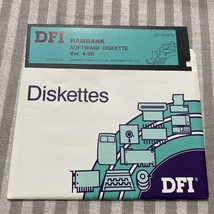 DFI RAMBANK
SOFTWARE DISKETTE
Ver. 4.00
Diskettes
DFI